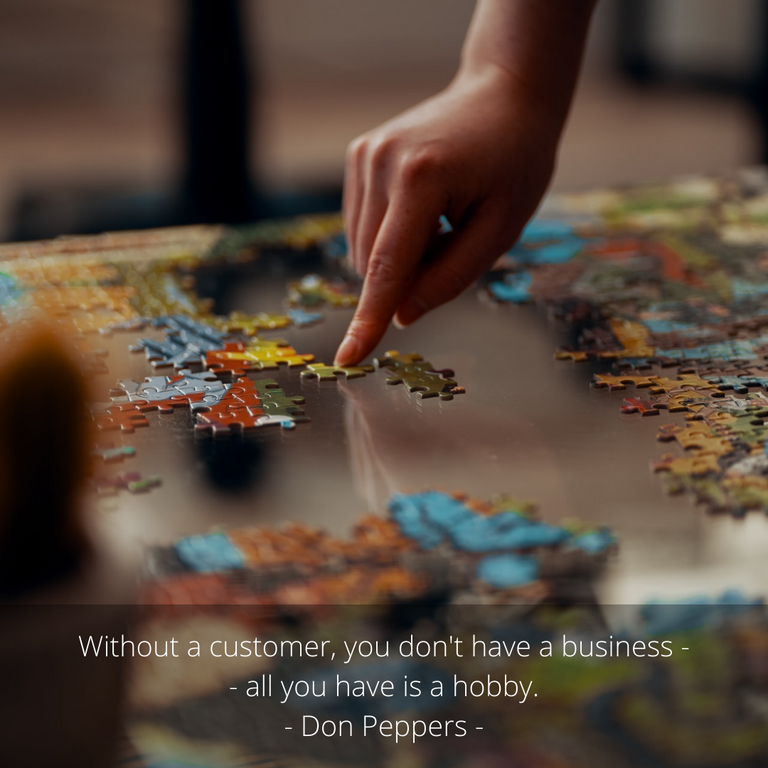 Without a customer, you don't have a business -
- all you have is a hobby.
- Don Peppers -